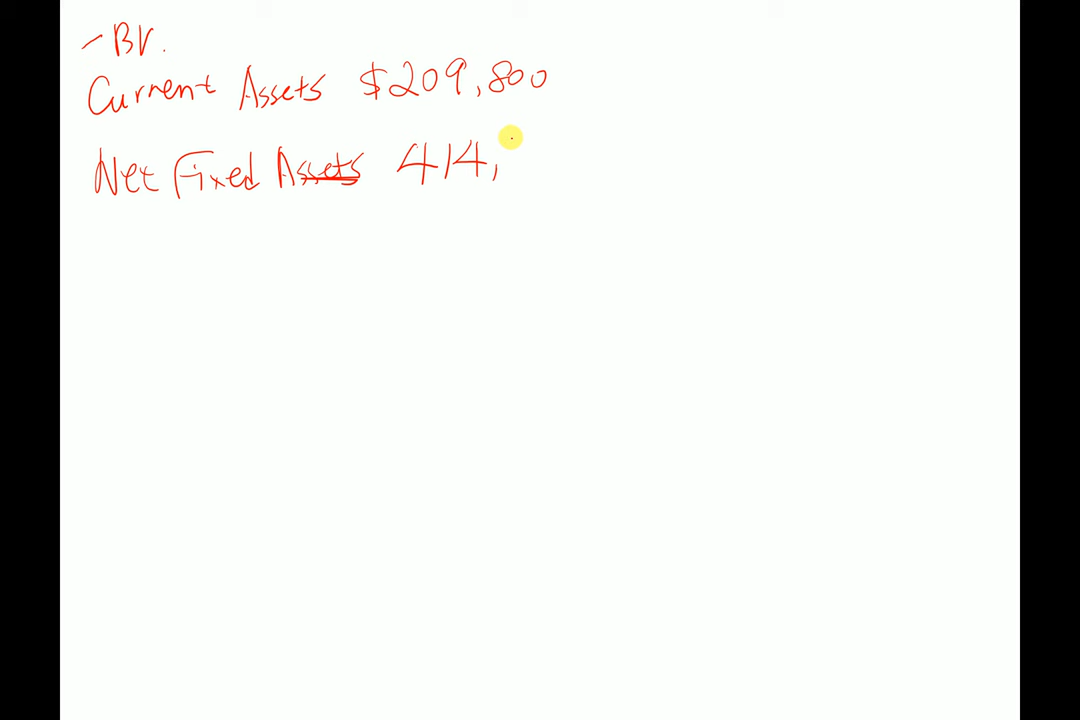 - BV.
Current Assets $209,800
Net Fixed Assets 414,